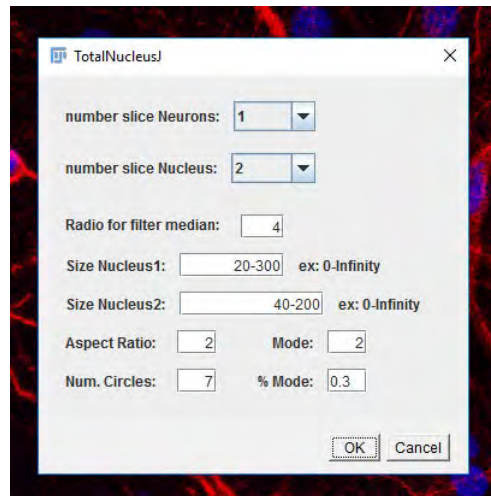 TotalNucleusJ
number slice Neurons: 1
number slice Nucleus: 2
Radio for filter median: 4
Size Nucleus1: 20-300 ex: 0-Infinity
Size Nucleus2: 40-200 ex: 0-Infinity
Aspect Ratio: 2 Mode: 2
Num. Circles: 7 % Mode: 0.3
OK Cancel